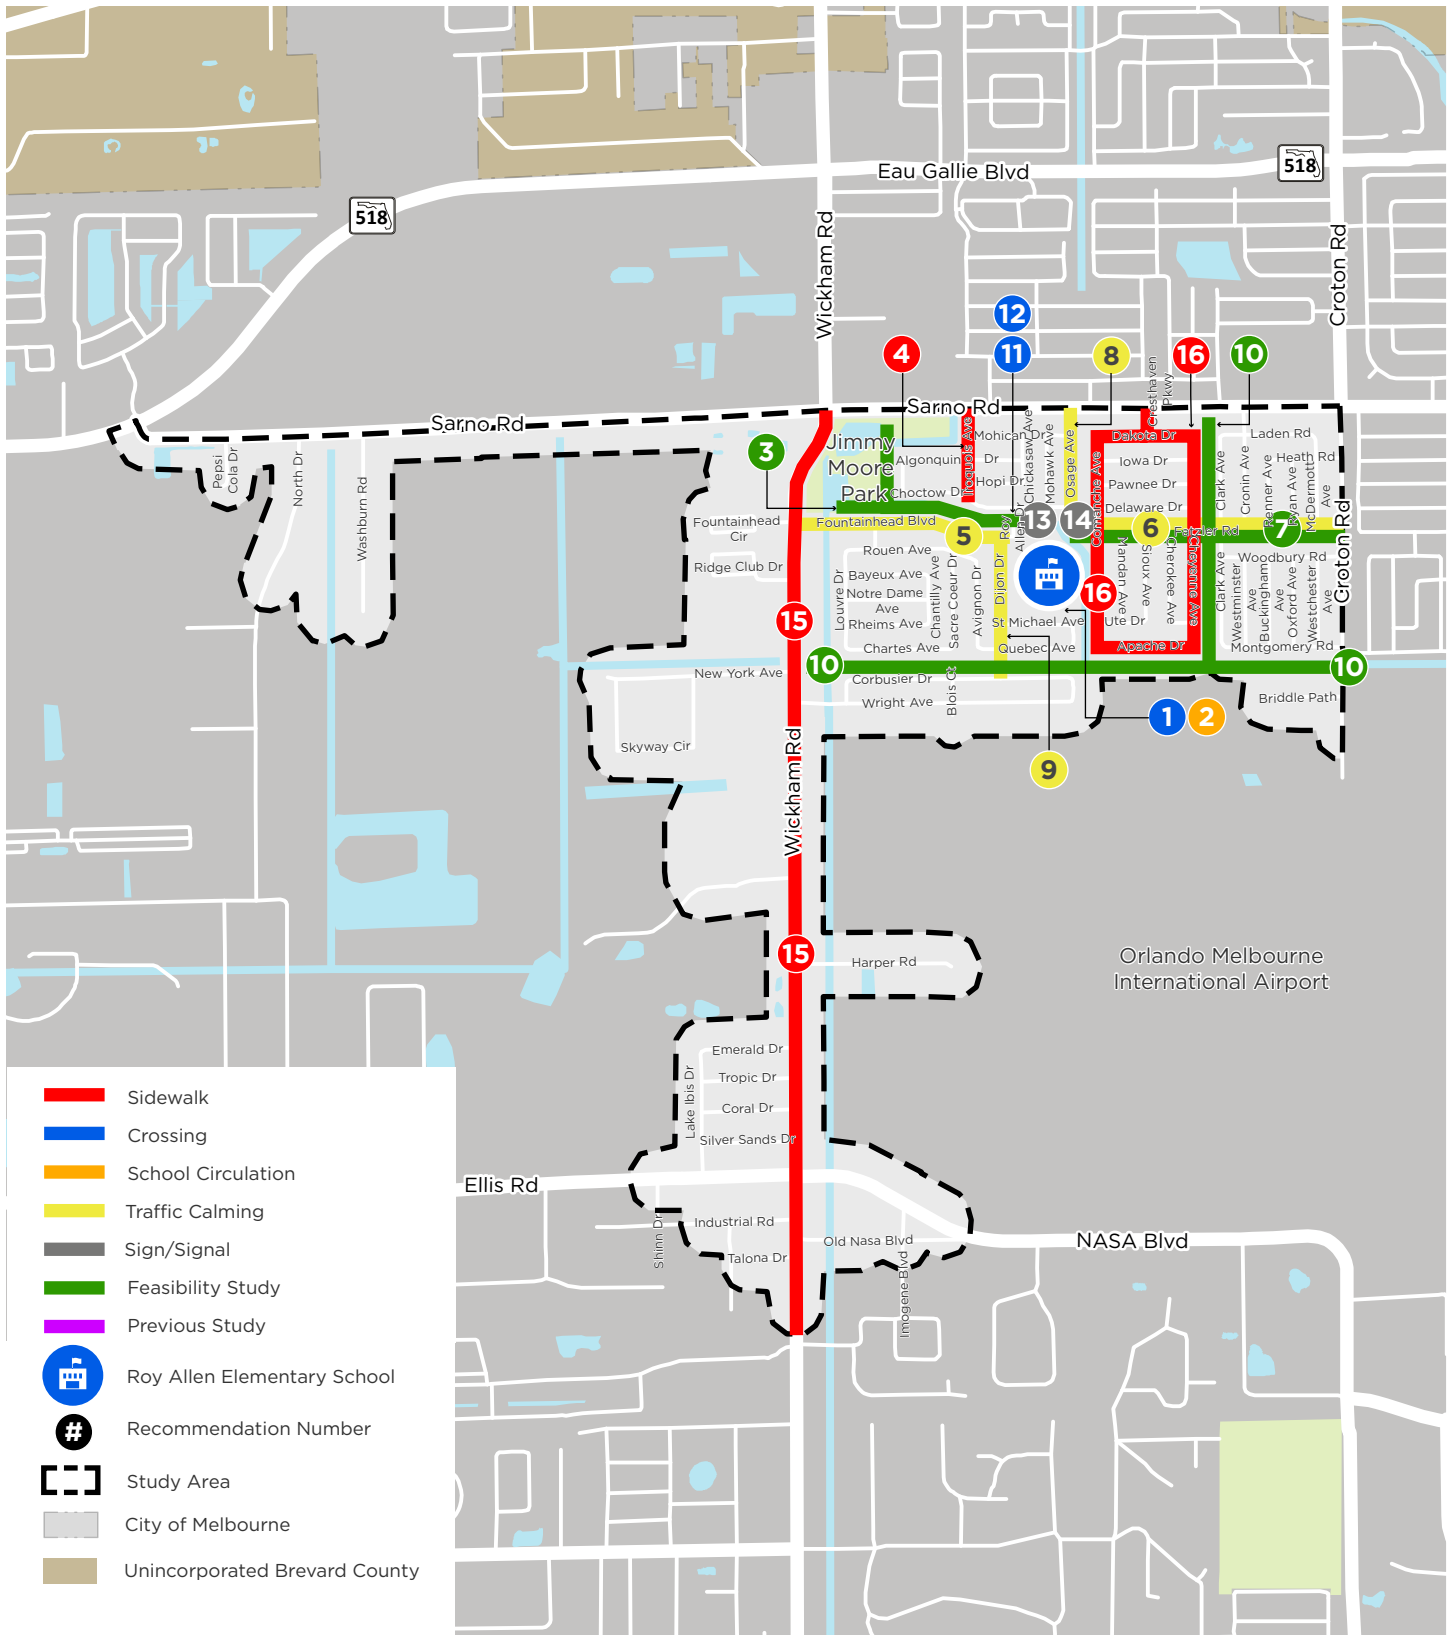 Eau Gallie Blvd
518
518
Wickham Rd
Croton Rd
12
4
11
8
16
10
Cresthaven
Pkwy
Sarno Rd
Sarno Rd
3
Jimmy
Moore
Park
Pepsi
Cola Dr
North Dr
Washburn Rd
Iroquois Ave
Mohican Dr
Algonquin
Dr
Hopi Dr
Choctow Dr
Chickasaw Ave
Mohawk Ave
Osage Ave
Comanche Ave
Dakota Dr
Iowa Dr
Pawnee Dr
Delaware Dr
Clark Ave
Cronin Ave
Laden Rd
Heath Rd
Renner Ave
Ryan Ave
McDermott
Ave
Croton Rd
Fountainhead
Cir
Fountainhead Blvd
5
Roy
Allen Dr
13
14
6
Fetzler Rd
7
Ridge Club Dr
Louvre Dr
Rouen Ave
Bayeux Ave
Notre Dame
Ave
Rheims Ave
Chartes Ave
Chantilly Ave
Sacre Coeur Dr
Avignon Dr
Dijon Dr
St Michael Ave
Quebec Ave
16
Mandan Ave
Sioux Ave
Cherokee Ave
Cheyenne Ave
Ute Dr
Apache Dr
Woodbury Rd
Clark Ave
Westminster
Ave
Buckingham
Ave
Oxford Ave
Westchester
Ave
Montgomery Rd
15
10
10
New York Ave
Corbusier Dr
Wright Ave
Blois Ct
Briddle Path
1
2
Skyway Cir
9
Wickham Rd
15
Harper Rd
Orlando Melbourne
International Airport
Emerald Dr
Tropic Dr
Coral Dr
Silver Sands Dr
Lake Ibis Dr
Ellis Rd
Industrial Rd
Shinn Dr
Talona Dr
Old Nasa Blvd
Imogene Blvd
NASA Blvd
Sidewalk
Crossing
School Circulation
Traffic Calming
Sign/Signal
Feasibility Study
Previous Study
Roy Allen Elementary School
# Recommendation Number
Study Area
City of Melbourne
Unincorporated Brevard County